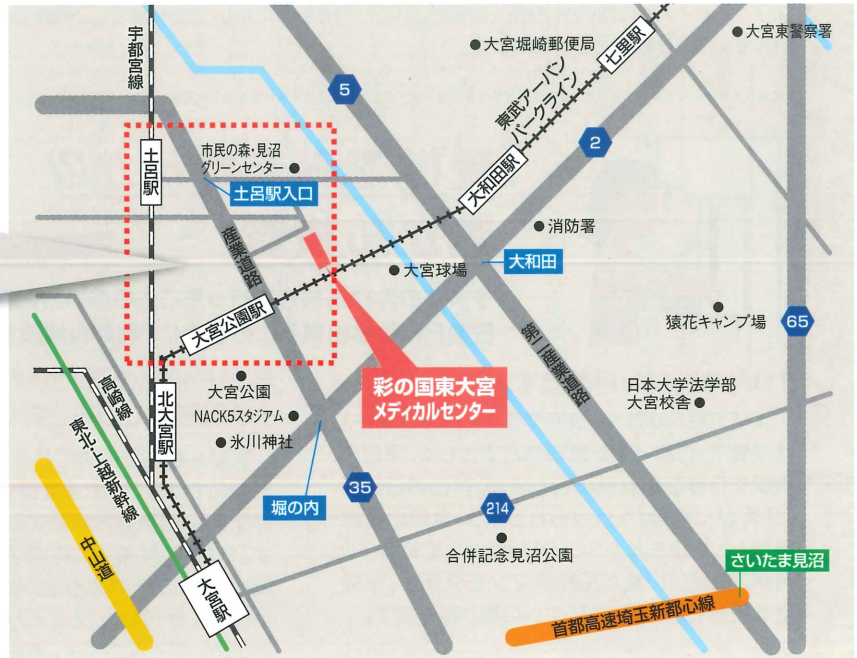 宇都宮線
大宮堀崎郵便局
七里駅
大宮東警察署
5
東武アーバン
パークライン
2
土呂駅
市民の森・見沼
グリーンセンター
土呂駅入口
大和田駅
消防署
産業道路
大宮球場
大和田
大宮公園駅
猿花キャンプ場
65
第二産業道路
高崎線
北大宮駅
大宮公園
彩の国東大宮
メディカルセンター
日本大学法学部
大宮校舎
NACK5スタジアム
氷川神社
東北・上越新幹線
堀の内
35
214
合併記念見沼公園
中山道
大宮駅
さいたま見沼
首都高速埼玉新都心線